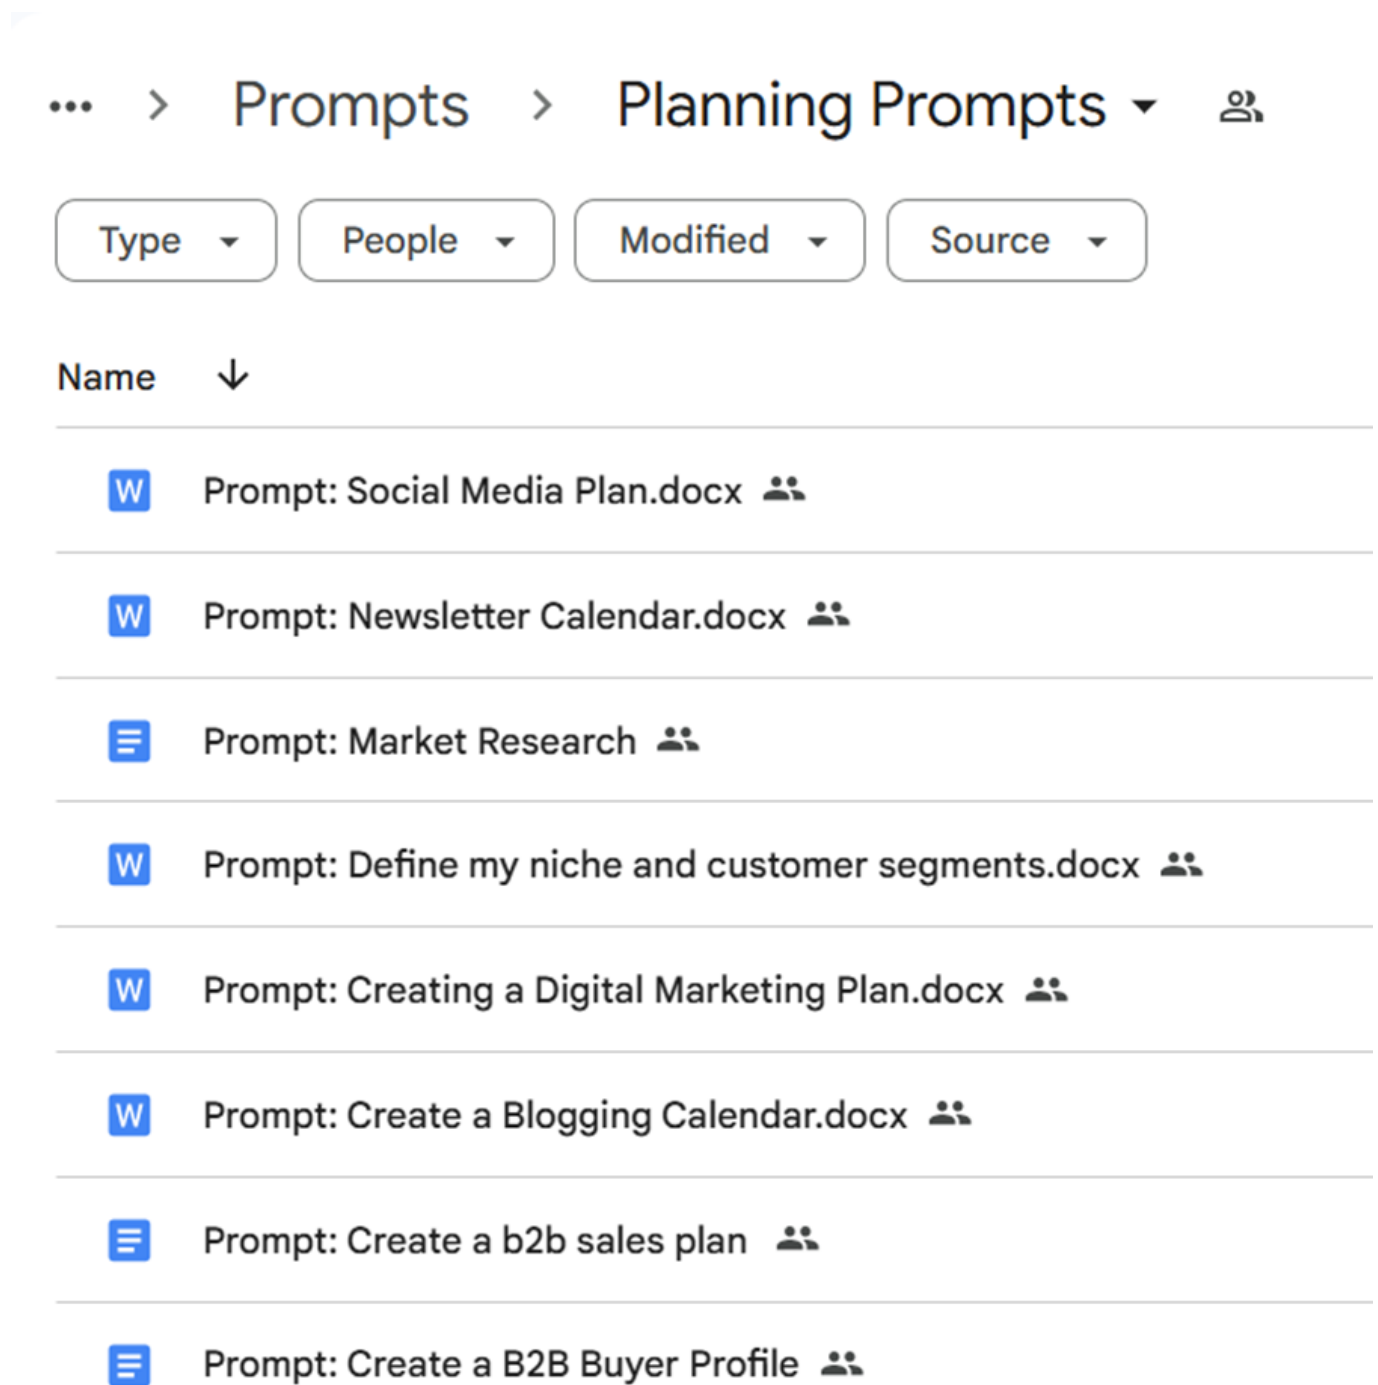 ... > Prompts > Planning Prompts
Type People Modified Source
Name
W Prompt: Social Media Plan.docx
W Prompt: Newsletter Calendar.docx
Prompt: Market Research
W Prompt: Define my niche and customer segments.docx
W Prompt: Creating a Digital Marketing Plan.docx
W Prompt: Create a Blogging Calendar.docx
Prompt: Create a b2b sales plan
Prompt: Create a B2B Buyer Profile